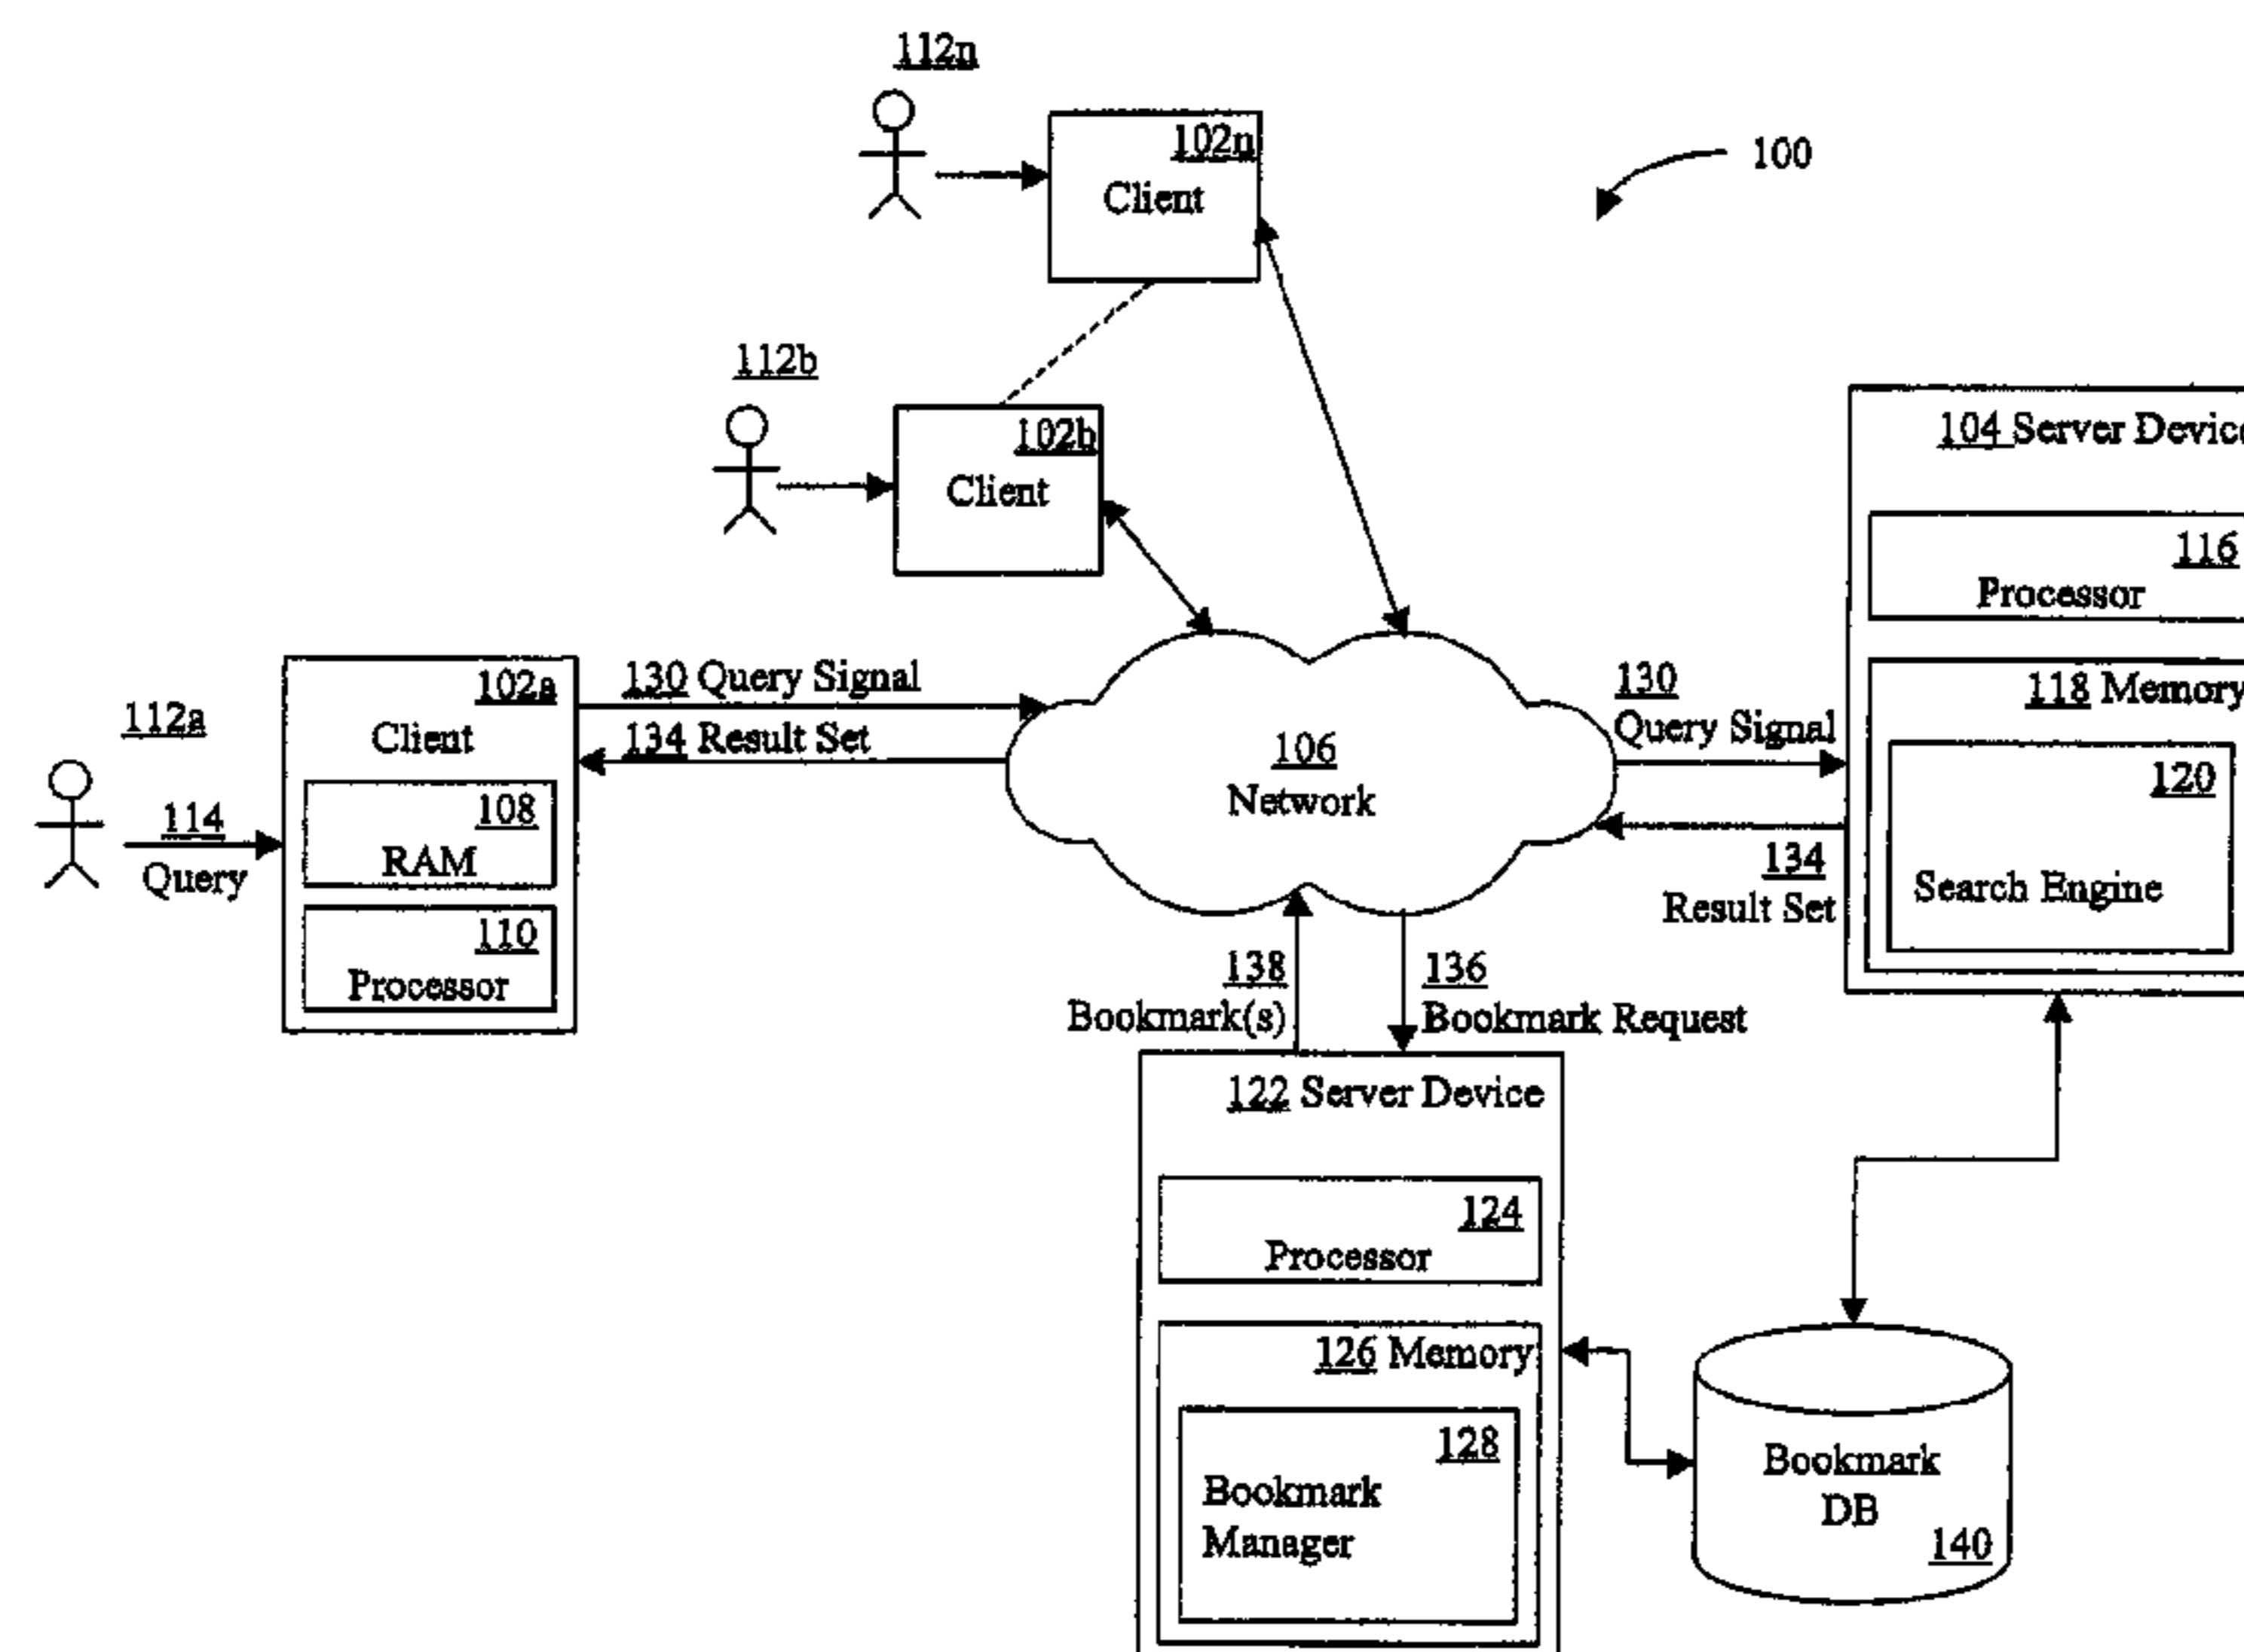 112n
102n
Client
100
112b
102b
Client
104 Server Device
116
Processor
118 Memory
120
Search Engine
112a
114
Query
102a
Client
108
RAM
110
Processor
130 Query Signal
134 Result Set
106
Network
130
Query Signal
134
Result Set
138
Bookmark(s)
136
Bookmark Request
122 Server Device
124
Processor
126 Memory
128
Bookmark
Manager
Bookmark
DB
140